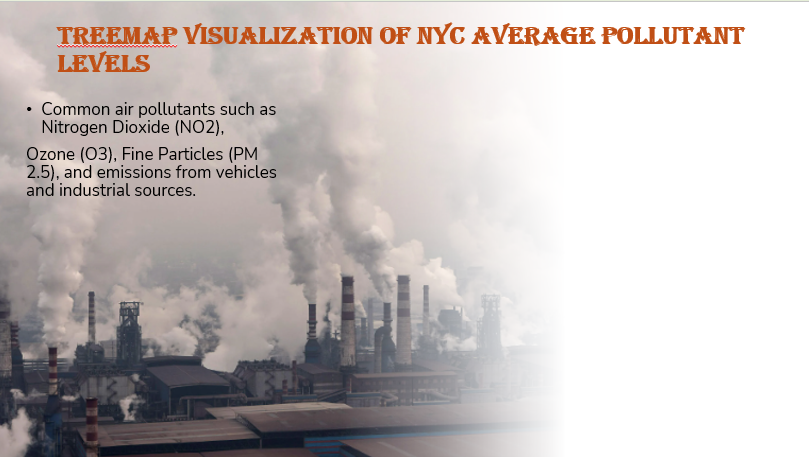 TREEMAP VISUALIZATION OF NYC AVERAGE POLLUTANT
LEVELS
• Common air pollutants such as
Nitrogen Dioxide (NO2),
Ozone (O3), Fine Particles (PM
2.5), and emissions from vehicles
and industrial sources.